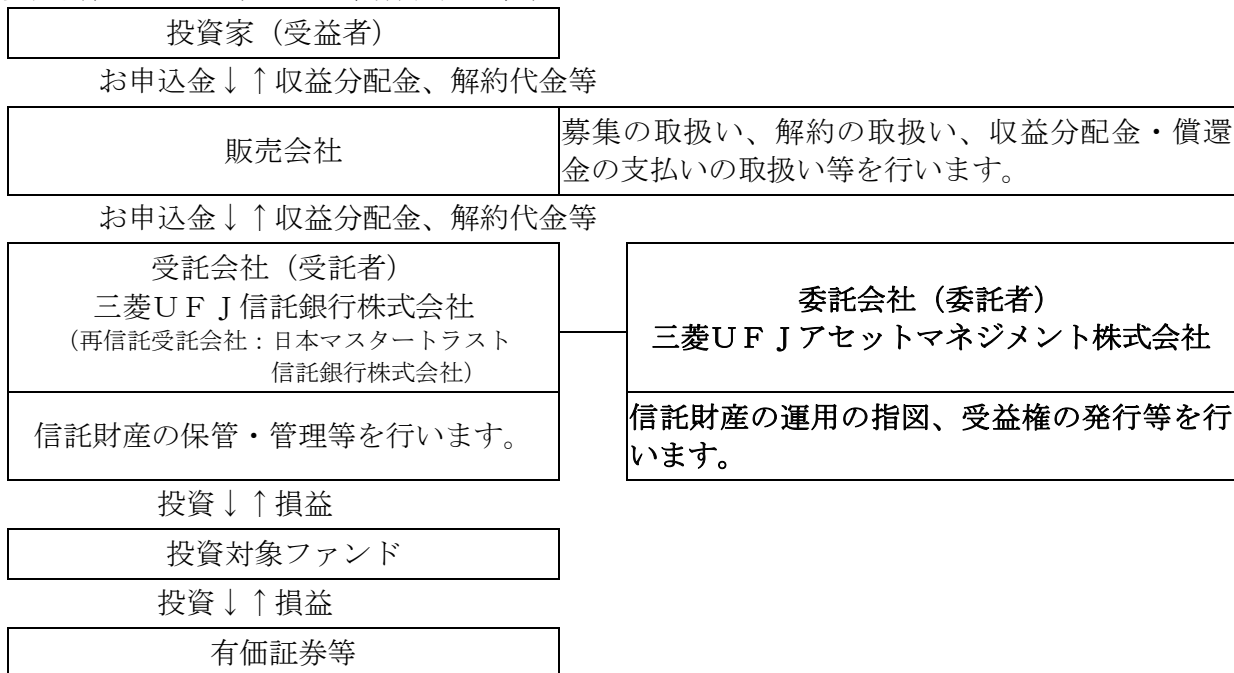 投資家（受益者）
お申込金↓↑収益分配金、解約代金等
販売会社
募集の取扱い、解約の取扱い、収益分配金・償還
金の支払いの取扱い等を行います。
お申込金↓↑収益分配金、解約代金等
受託会社（受託者）
三菱ＵＦＪ信託銀行株式会社
（再信託受託会社：日本マスタートラスト
信託銀行株式会社）
委託会社（委託者）
三菱ＵＦＪアセットマネジメント株式会社
信託財産の保管・管理等を行います。
信託財産の運用の指図、受益権の発行等を行
います。
投資↓↑損益
投資対象ファンド
投資↓↑損益
有価証券等